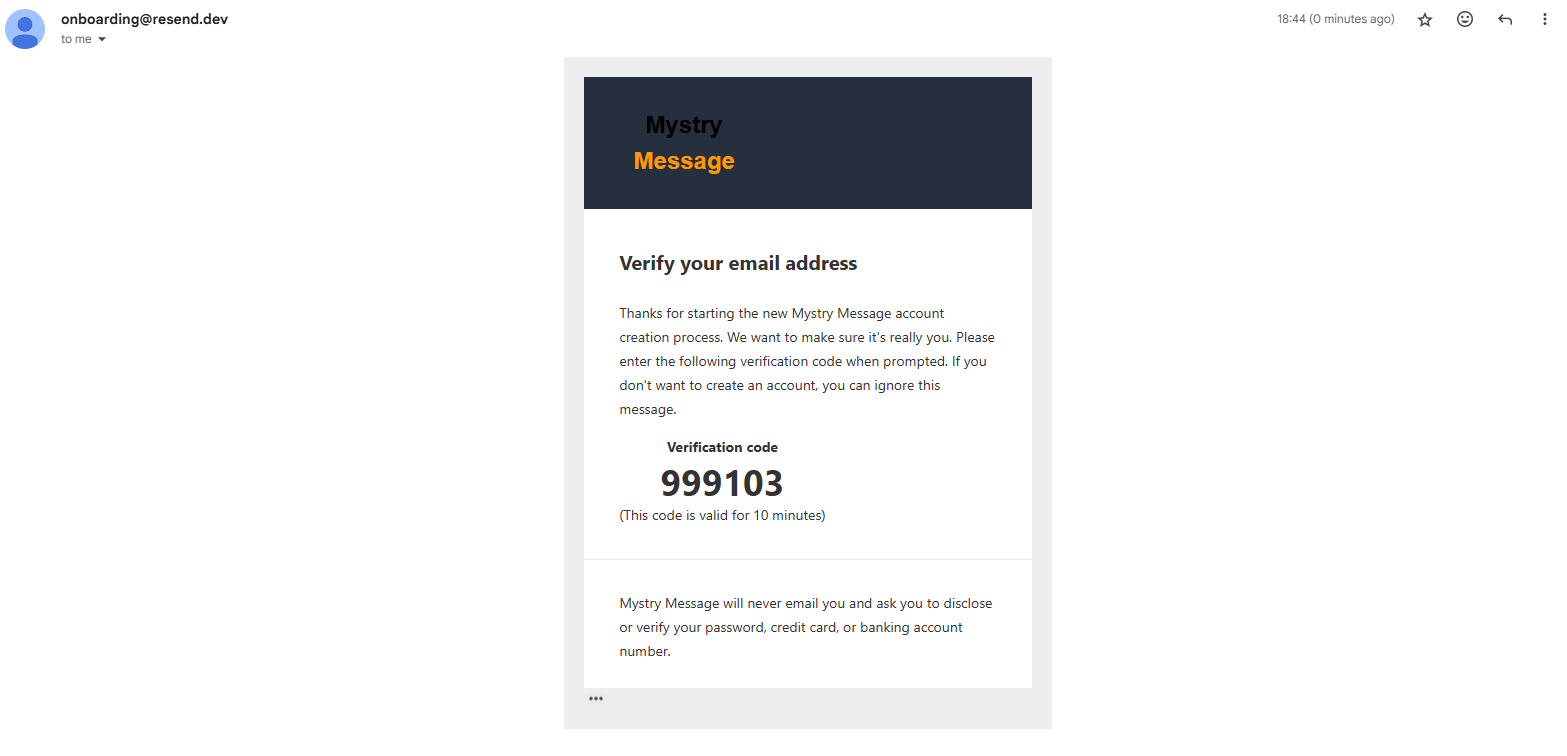 onboarding@resend.dev
18:44 (0 minutes ago)
to me
Mystry
Message
Verify your email address
Thanks for starting the new Mystry Message account
creation process. We want to make sure it's really you. Please
enter the following verification code when prompted. If you
don't want to create an account, you can ignore this
message.
Verification code
999103
(This code is valid for 10 minutes)
Mystry Message will never email you and ask you to disclose
or verify your password, credit card, or banking account
number.